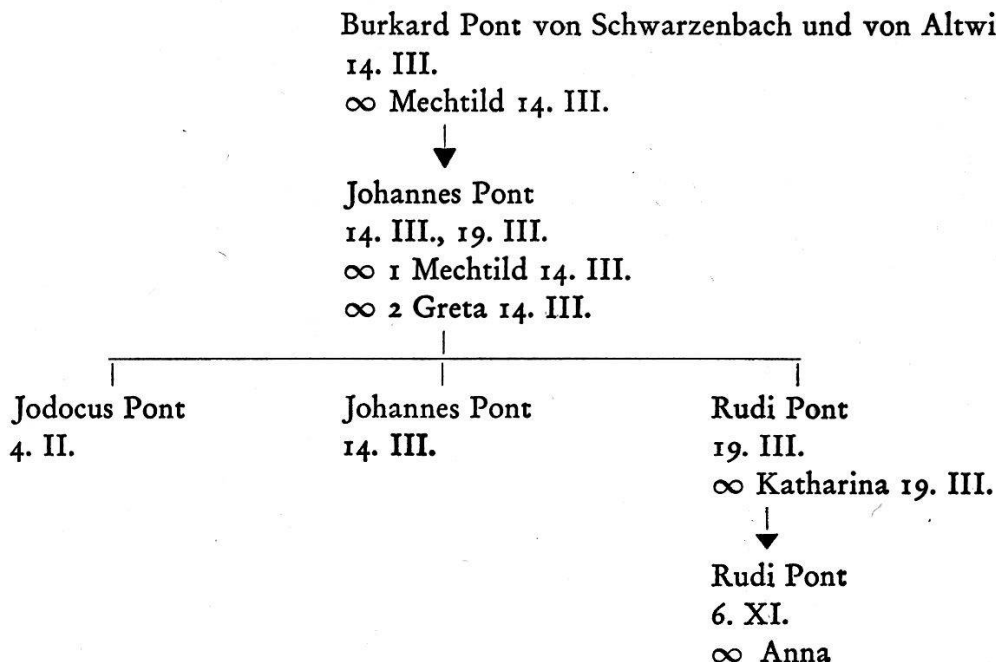 Burkard Pont von Schwarzenbach und von Altwi
14. III.
∞ Mechtild 14. III.
Johannes Pont
14. III., 19. III.
∞ 1 Mechtild 14. III.
∞ 2 Greta 14. III.
Jodocus Pont
4. II.
Johannes Pont
14. III.
Rudi Pont
19. III.
∞ Katharina 19. III.
Rudi Pont
6. XI.
∞ Anna